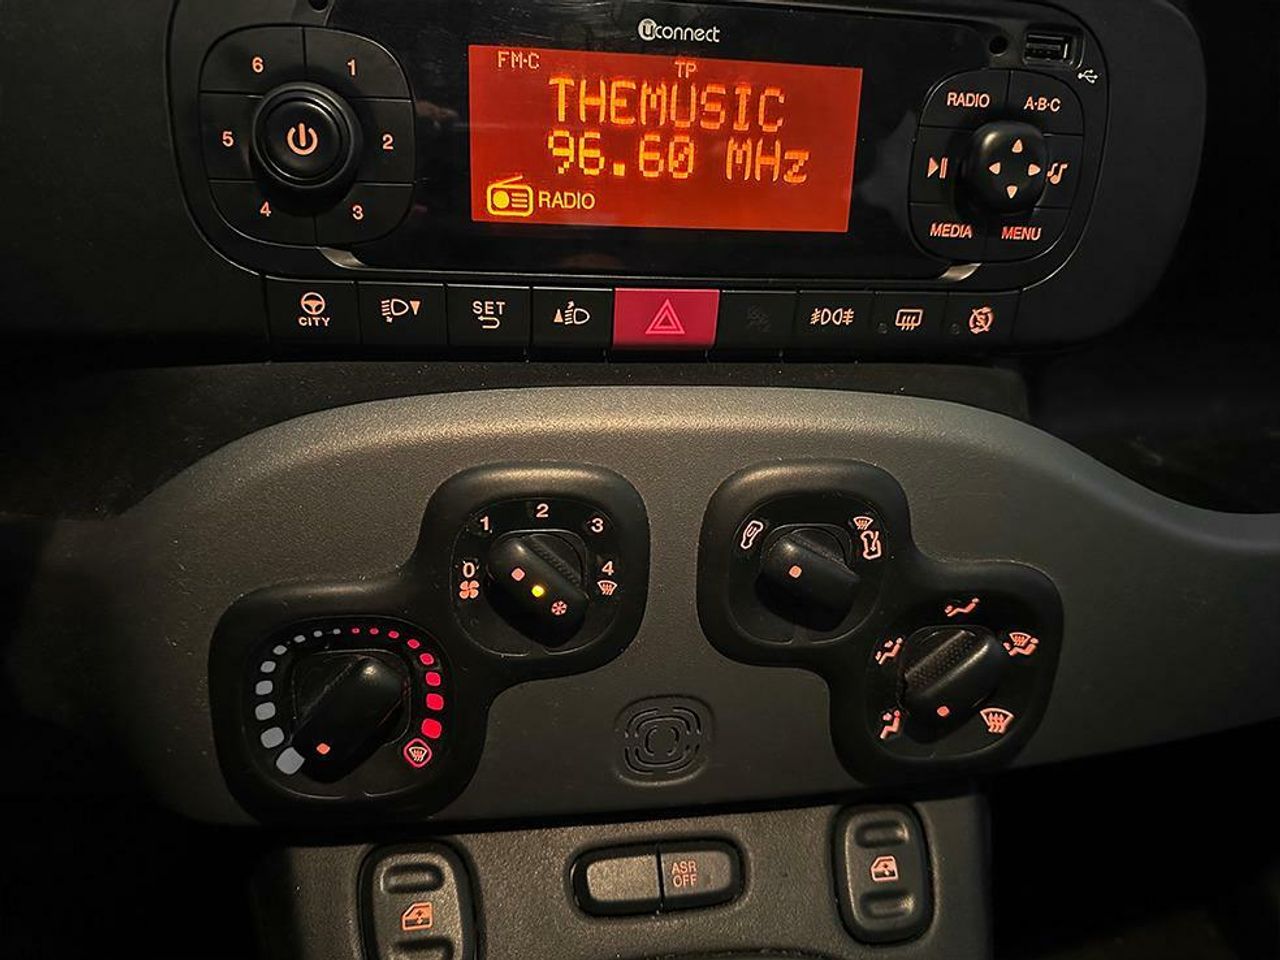 uconnect
FM·C
TP
THEMUSIC
96.60 MHz
RADIO
6
1
5
2
4
3
RADIO
A·B·C
MEDIA
MENU
CITY
SET
1
2
3
0
4
ASR
OFF